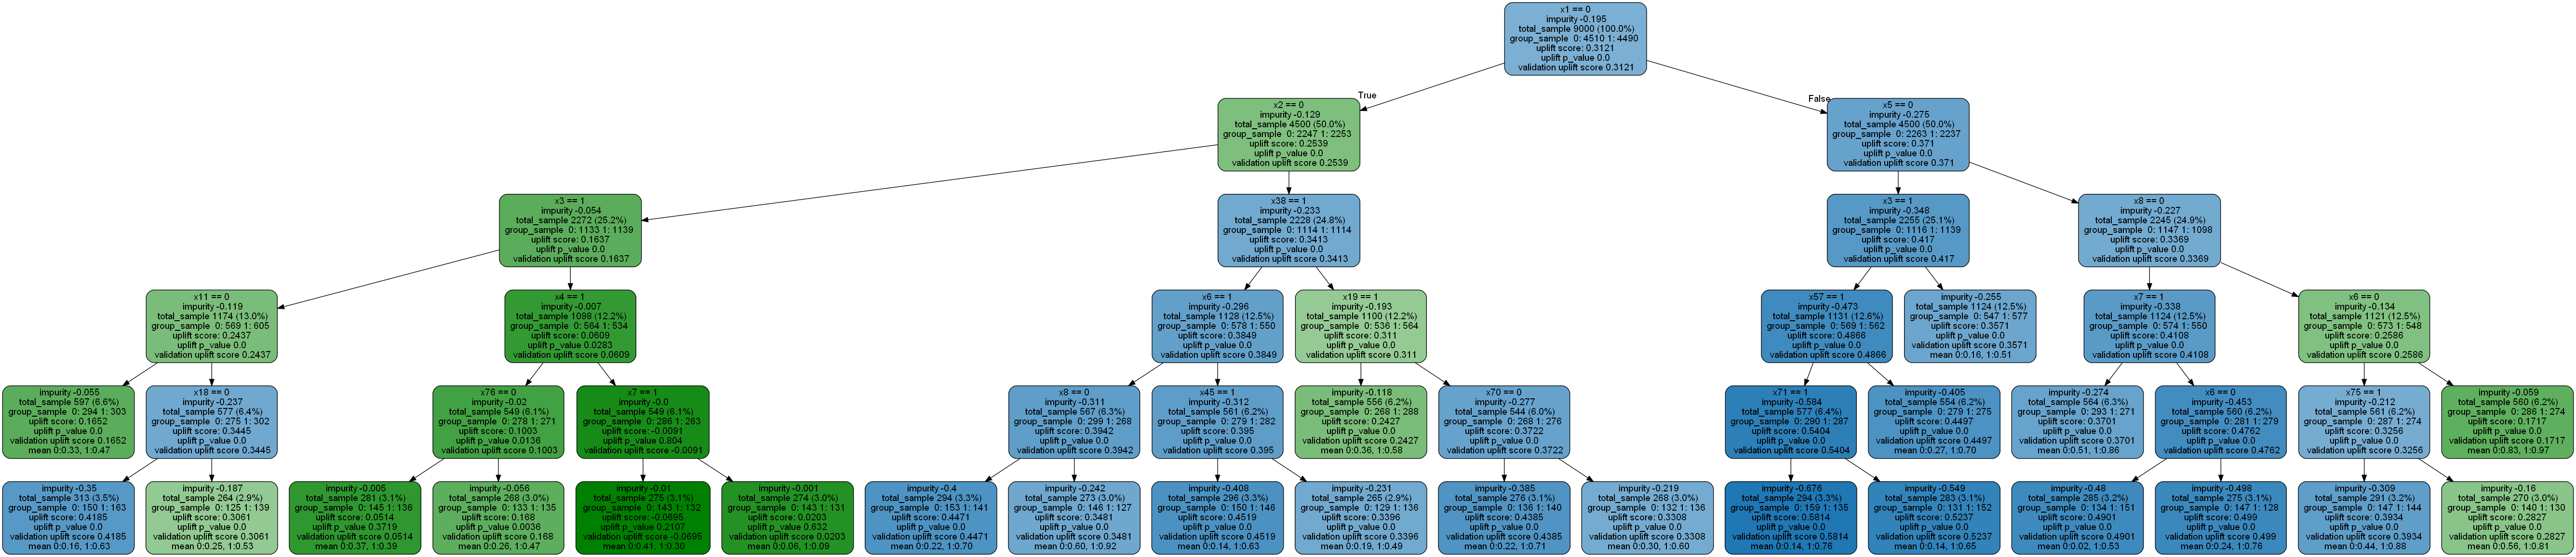 x1 == 0
impurity -0.195
total_sample 9000 (100.0%)
group_sample 0: 4510 1: 4490
uplift score: 0.3121
uplift p_value 0.0
validation uplift score 0.3121
True
False
x2 == 0
impurity -0.129
total_sample 4500 (50.0%)
group_sample 0: 2247 1: 2253
uplift score: 0.2539
uplift p_value 0.0
validation uplift score 0.2539
x5 == 0
impurity -0.275
total_sample 4500 (50.0%)
group_sample 0: 2263 1: 2237
uplift score: 0.371
uplift p_value 0.0
validation uplift score 0.371
x3 == 1
impurity -0.054
total_sample 2272 (25.2%)
group_sample 0: 1133 1: 1139
uplift score: 0.1637
uplift p_value 0.0
validation uplift score 0.1637
x38 == 1
impurity -0.233
total_sample 2228 (24.8%)
group_sample 0: 1114 1: 1114
uplift score: 0.3413
uplift p_value 0.0
validation uplift score 0.3413
x3 == 1
impurity -0.348
total_sample 2255 (25.1%)
group_sample 0: 1116 1: 1139
uplift score: 0.417
uplift p_value 0.0
validation uplift score 0.417
x8 == 0
impurity -0.227
total_sample 2245 (24.9%)
group_sample 0: 1147 1: 1098
uplift score: 0.3369
uplift p_value 0.0
validation uplift score 0.3369
x11 == 0
impurity -0.119
total_sample 1174 (13.0%)
group_sample 0: 569 1: 605
uplift score: 0.2437
uplift p_value 0.0
validation uplift score 0.2437
x4 == 1
impurity -0.007
total_sample 1098 (12.2%)
group_sample 0: 564 1: 534
uplift score: 0.0609
uplift p_value 0.0283
validation uplift score 0.0609
x6 == 1
impurity -0.296
total_sample 1128 (12.5%)
group_sample 0: 578 1: 550
uplift score: 0.3849
uplift p_value 0.0
validation uplift score 0.3849
x19 == 1
impurity -0.193
total_sample 1100 (12.2%)
group_sample 0: 536 1: 564
uplift score: 0.311
uplift p_value 0.0
validation uplift score 0.311
x57 == 1
impurity -0.473
total_sample 1131 (12.6%)
group_sample 0: 569 1: 562
uplift score: 0.4866
uplift p_value 0.0
validation uplift score 0.4866
impurity -0.255
total_sample 1124 (12.5%)
group_sample 0: 547 1: 577
uplift score: 0.3571
uplift p_value 0.0
validation uplift score 0.3571
mean 0:0.16, 1:0.51
x7 == 1
impurity -0.338
total_sample 1124 (12.5%)
group_sample 0: 574 1: 550
uplift score: 0.4108
uplift p_value 0.0
validation uplift score 0.4108
x6 == 0
impurity -0.134
total_sample 1121 (12.5%)
group_sample 0: 573 1: 548
uplift score: 0.2586
uplift p_value 0.0
validation uplift score 0.2586
impurity -0.055
total_sample 597 (6.6%)
group_sample 0: 294 1: 303
uplift score: 0.1652
uplift p_value 0.0
validation uplift score 0.1652
mean 0:0.33, 1:0.47
x18 == 0
impurity -0.237
total_sample 577 (6.4%)
group_sample 0: 275 1: 302
uplift score: 0.3445
uplift p_value 0.0
validation uplift score 0.3445
x76 == 0
impurity -0.02
total_sample 549 (6.1%)
group_sample 0: 278 1: 271
uplift score: 0.1003
uplift p_value 0.0136
validation uplift score 0.1003
x7 == 1
impurity -0.0
total_sample 549 (6.1%)
group_sample 0: 286 1: 263
uplift score: -0.0091
uplift p_value 0.804
validation uplift score -0.0091
x8 == 0
impurity -0.311
total_sample 567 (6.3%)
group_sample 0: 299 1: 268
uplift score: 0.3942
uplift p_value 0.0
validation uplift score 0.3942
x45 == 1
impurity -0.312
total_sample 561 (6.2%)
group_sample 0: 279 1: 282
uplift score: 0.395
uplift p_value 0.0
validation uplift score 0.395
impurity -0.118
total_sample 556 (6.2%)
group_sample 0: 268 1: 288
uplift score: 0.2427
uplift p_value 0.0
validation uplift score 0.2427
mean 0:0.36, 1:0.58
x70 == 0
impurity -0.277
total_sample 544 (6.0%)
group_sample 0: 268 1: 276
uplift score: 0.3722
uplift p_value 0.0
validation uplift score 0.3722
x71 == 1
impurity -0.584
total_sample 577 (6.4%)
group_sample 0: 290 1: 287
uplift score: 0.5404
uplift p_value 0.0
validation uplift score 0.5404
impurity -0.405
total_sample 554 (6.2%)
group_sample 0: 279 1: 275
uplift score: 0.4497
uplift p_value 0.0
validation uplift score 0.4497
mean 0:0.27, 1:0.70
impurity -0.274
total_sample 564 (6.3%)
group_sample 0: 293 1: 271
uplift score: 0.3701
uplift p_value 0.0
validation uplift score 0.3701
mean 0:0.51, 1:0.86
x6 == 0
impurity -0.453
total_sample 560 (6.2%)
group_sample 0: 281 1: 279
uplift score: 0.4762
uplift p_value 0.0
validation uplift score 0.4762
x75 == 1
impurity -0.212
total_sample 561 (6.2%)
group_sample 0: 287 1: 274
uplift score: 0.3256
uplift p_value 0.0
validation uplift score 0.3256
impurity -0.059
total_sample 560 (6.2%)
group_sample 0: 286 1: 274
uplift score: 0.1717
uplift p_value 0.0
validation uplift score 0.1717
mean 0:0.83, 1:0.97
impurity -0.35
total_sample 313 (3.5%)
group_sample 0: 150 1: 163
uplift score: 0.4185
uplift p_value 0.0
validation uplift score 0.4185
mean 0:0.16, 1:0.63
impurity -0.187
total_sample 264 (2.9%)
group_sample 0: 125 1: 139
uplift score: 0.3061
uplift p_value 0.0
validation uplift score 0.3061
mean 0:0.25, 1:0.53
impurity -0.005
total_sample 281 (3.1%)
group_sample 0: 145 1: 136
uplift score: 0.0514
uplift p_value 0.3719
validation uplift score 0.0514
mean 0:0.37, 1:0.39
impurity -0.056
total_sample 268 (3.0%)
group_sample 0: 133 1: 135
uplift score: 0.168
uplift p_value 0.0036
validation uplift score 0.168
mean 0:0.26, 1:0.47
impurity -0.01
total_sample 275 (3.1%)
group_sample 0: 143 1: 132
uplift score: -0.0695
uplift p_value 0.2107
validation uplift score -0.0695
mean 0:0.41, 1:0.30
impurity -0.001
total_sample 274 (3.0%)
group_sample 0: 143 1: 131
uplift score: 0.0203
uplift p_value 0.632
validation uplift score 0.0203
mean 0:0.06, 1:0.09
impurity -0.4
total_sample 294 (3.3%)
group_sample 0: 153 1: 141
uplift score: 0.4471
uplift p_value 0.0
validation uplift score 0.4471
mean 0:0.22, 1:0.70
impurity -0.242
total_sample 273 (3.0%)
group_sample 0: 146 1: 127
uplift score: 0.3481
uplift p_value 0.0
validation uplift score 0.3481
mean 0:0.60, 1:0.92
impurity -0.408
total_sample 296 (3.3%)
group_sample 0: 150 1: 146
uplift score: 0.4519
uplift p_value 0.0
validation uplift score 0.4519
mean 0:0.14, 1:0.63
impurity -0.231
total_sample 265 (2.9%)
group_sample 0: 129 1: 136
uplift score: 0.3396
uplift p_value 0.0
validation uplift score 0.3396
mean 0:0.19, 1:0.49
impurity -0.385
total_sample 276 (3.1%)
group_sample 0: 136 1: 140
uplift score: 0.4385
uplift p_value 0.0
validation uplift score 0.4385
mean 0:0.22, 1:0.71
impurity -0.219
total_sample 268 (3.0%)
group_sample 0: 132 1: 136
uplift score: 0.3308
uplift p_value 0.0
validation uplift score 0.3308
mean 0:0.30, 1:0.60
impurity -0.676
total_sample 294 (3.3%)
group_sample 0: 159 1: 135
uplift score: 0.5814
uplift p_value 0.0
validation uplift score 0.5814
mean 0:0.14, 1:0.76
impurity -0.549
total_sample 283 (3.1%)
group_sample 0: 131 1: 152
uplift score: 0.5237
uplift p_value 0.0
validation uplift score 0.5237
mean 0:0.14, 1:0.65
impurity -0.48
total_sample 285 (3.2%)
group_sample 0: 134 1: 151
uplift score: 0.4901
uplift p_value 0.0
validation uplift score 0.4901
mean 0:0.02, 1:0.53
impurity -0.498
total_sample 275 (3.1%)
group_sample 0: 147 1: 128
uplift score: 0.499
uplift p_value 0.0
validation uplift score 0.499
mean 0:0.24, 1:0.76
impurity -0.309
total_sample 291 (3.2%)
group_sample 0: 147 1: 144
uplift score: 0.3934
uplift p_value 0.0
validation uplift score 0.3934
mean 0:0.44, 1:0.88
impurity -0.16
total_sample 270 (3.0%)
group_sample 0: 140 1: 130
uplift score: 0.2827
uplift p_value 0.0
validation uplift score 0.2827
mean 0:0.56, 1:0.81